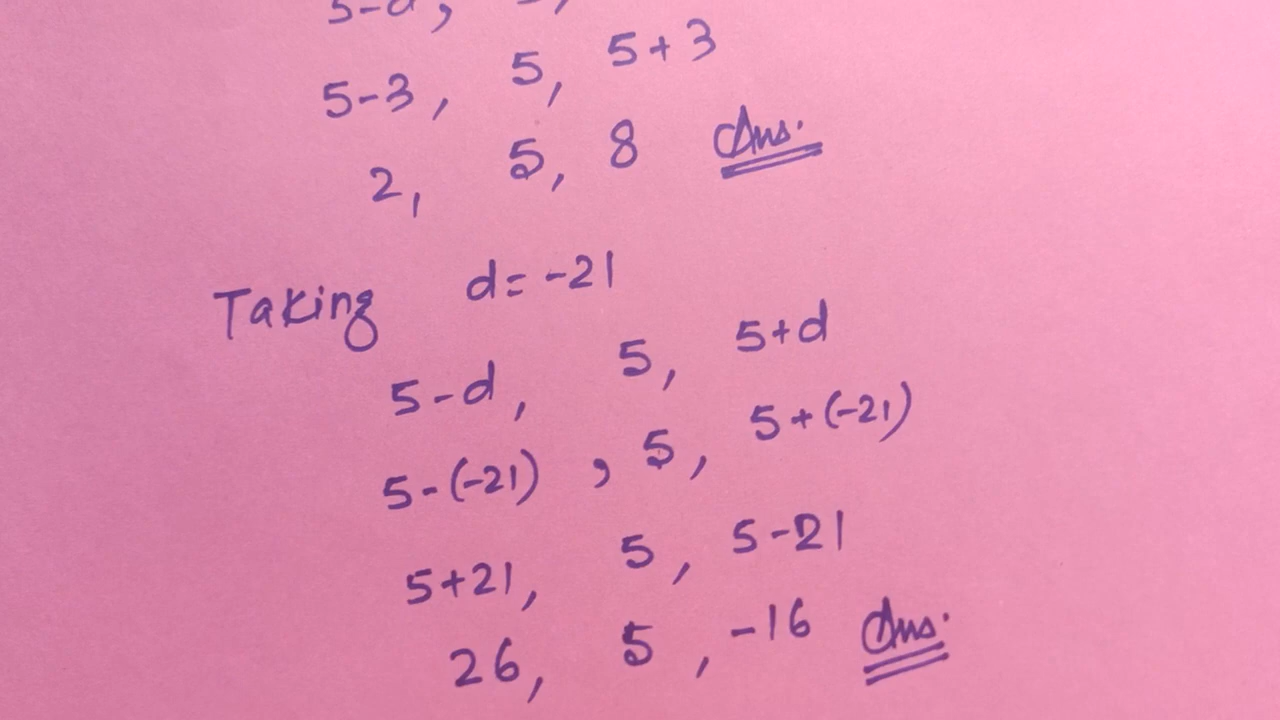 5-d,
5-3, 5, 5+3
2, 5, 8 Ans.
Taking d=-21
5-d, 5, 5+d
5-(-21), 5, 5+(-21)
5+21, 5, 5-21
26, 5, -16 Ans.